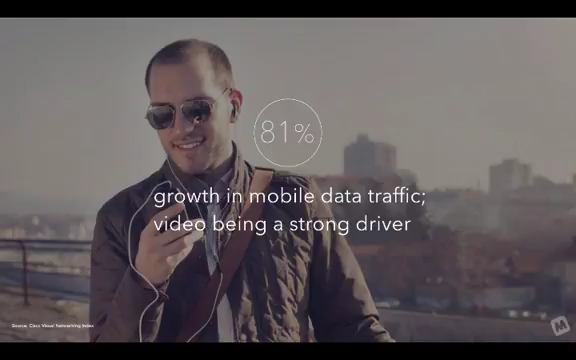 81%
growth in mobile data traffic;
video being a strong driver
Source: Cisco Visual Networking Index
M